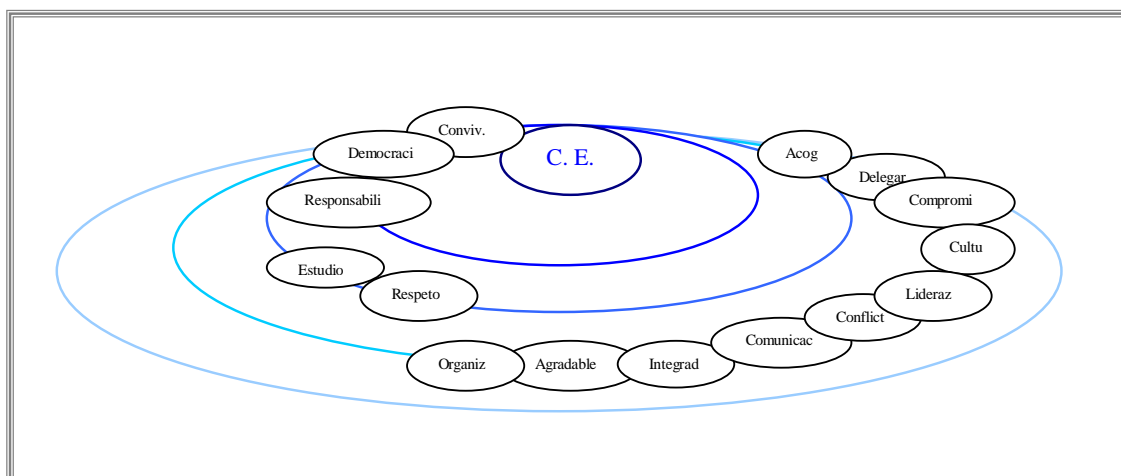 Conviv.
C. E.
Democraci
Acog
Delegar
Responsabili
Compromi
Cultu
Estudio
Respeto
Lideraz
Conflict
Comunicac
Organiz
Agradable
Integrad